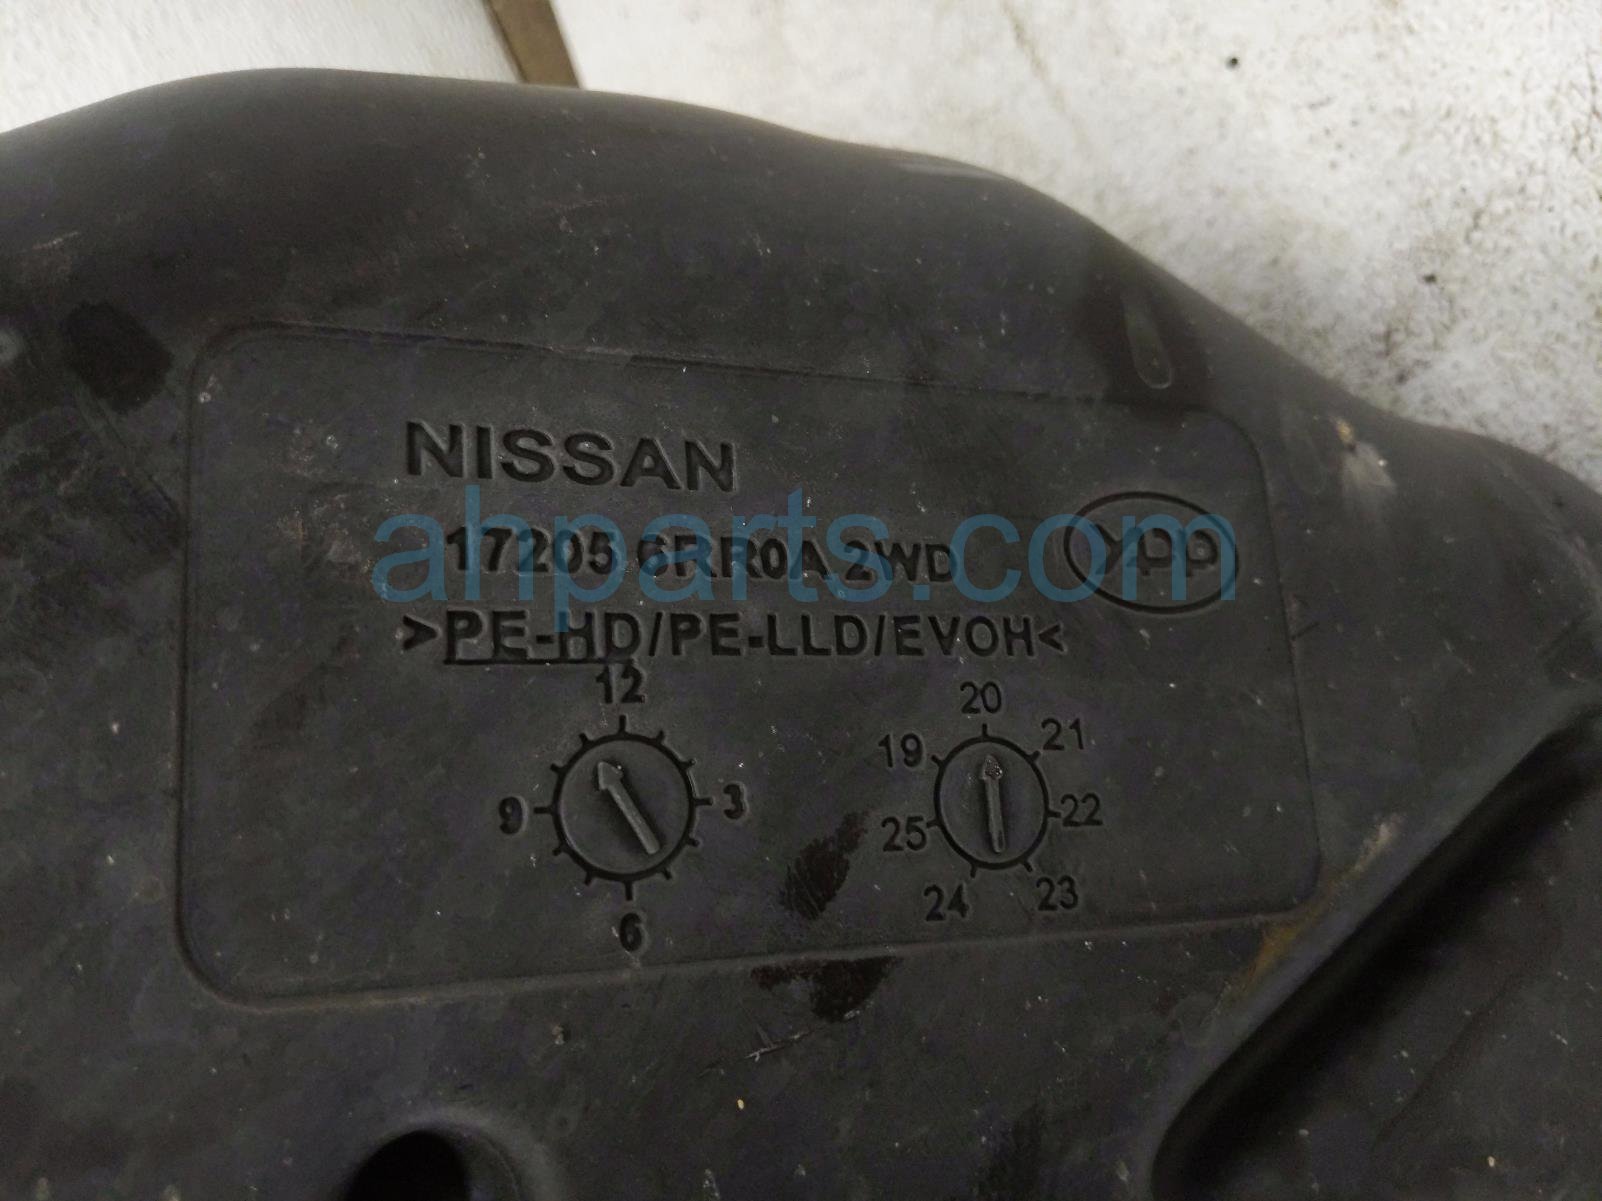 NISSAN
17205 6RR0A 2WD
YAPP
>PE-HD/PE-LLD/EVOH<
12
3
6
9
19
20
21
22
23
24
25
ahparts.com